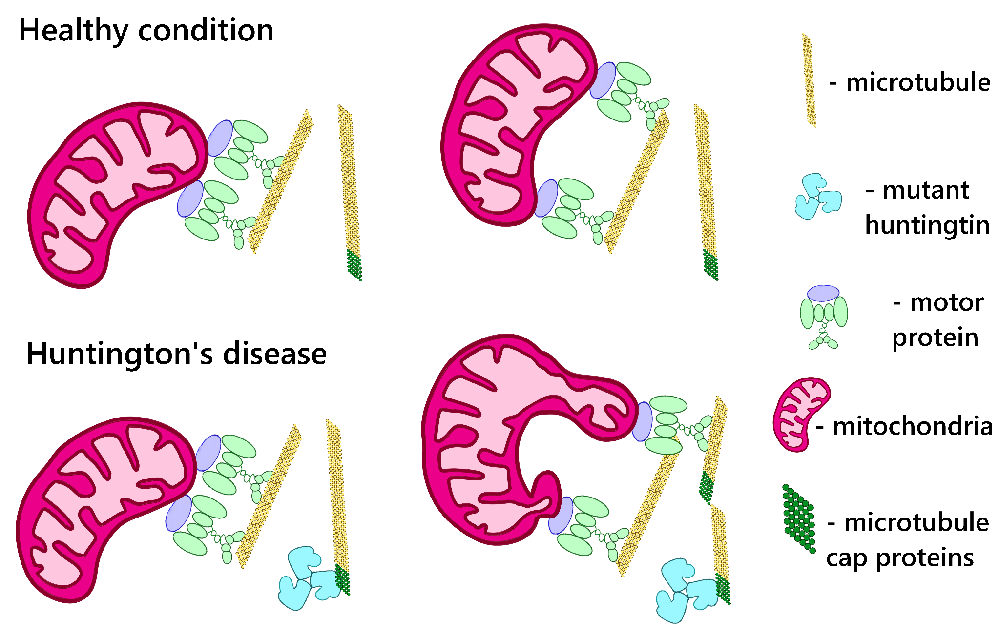 Healthy condition
- microtubule
- mutant
huntingtin
- motor
protein
Huntington's disease
- mitochondria
- microtubule
cap proteins